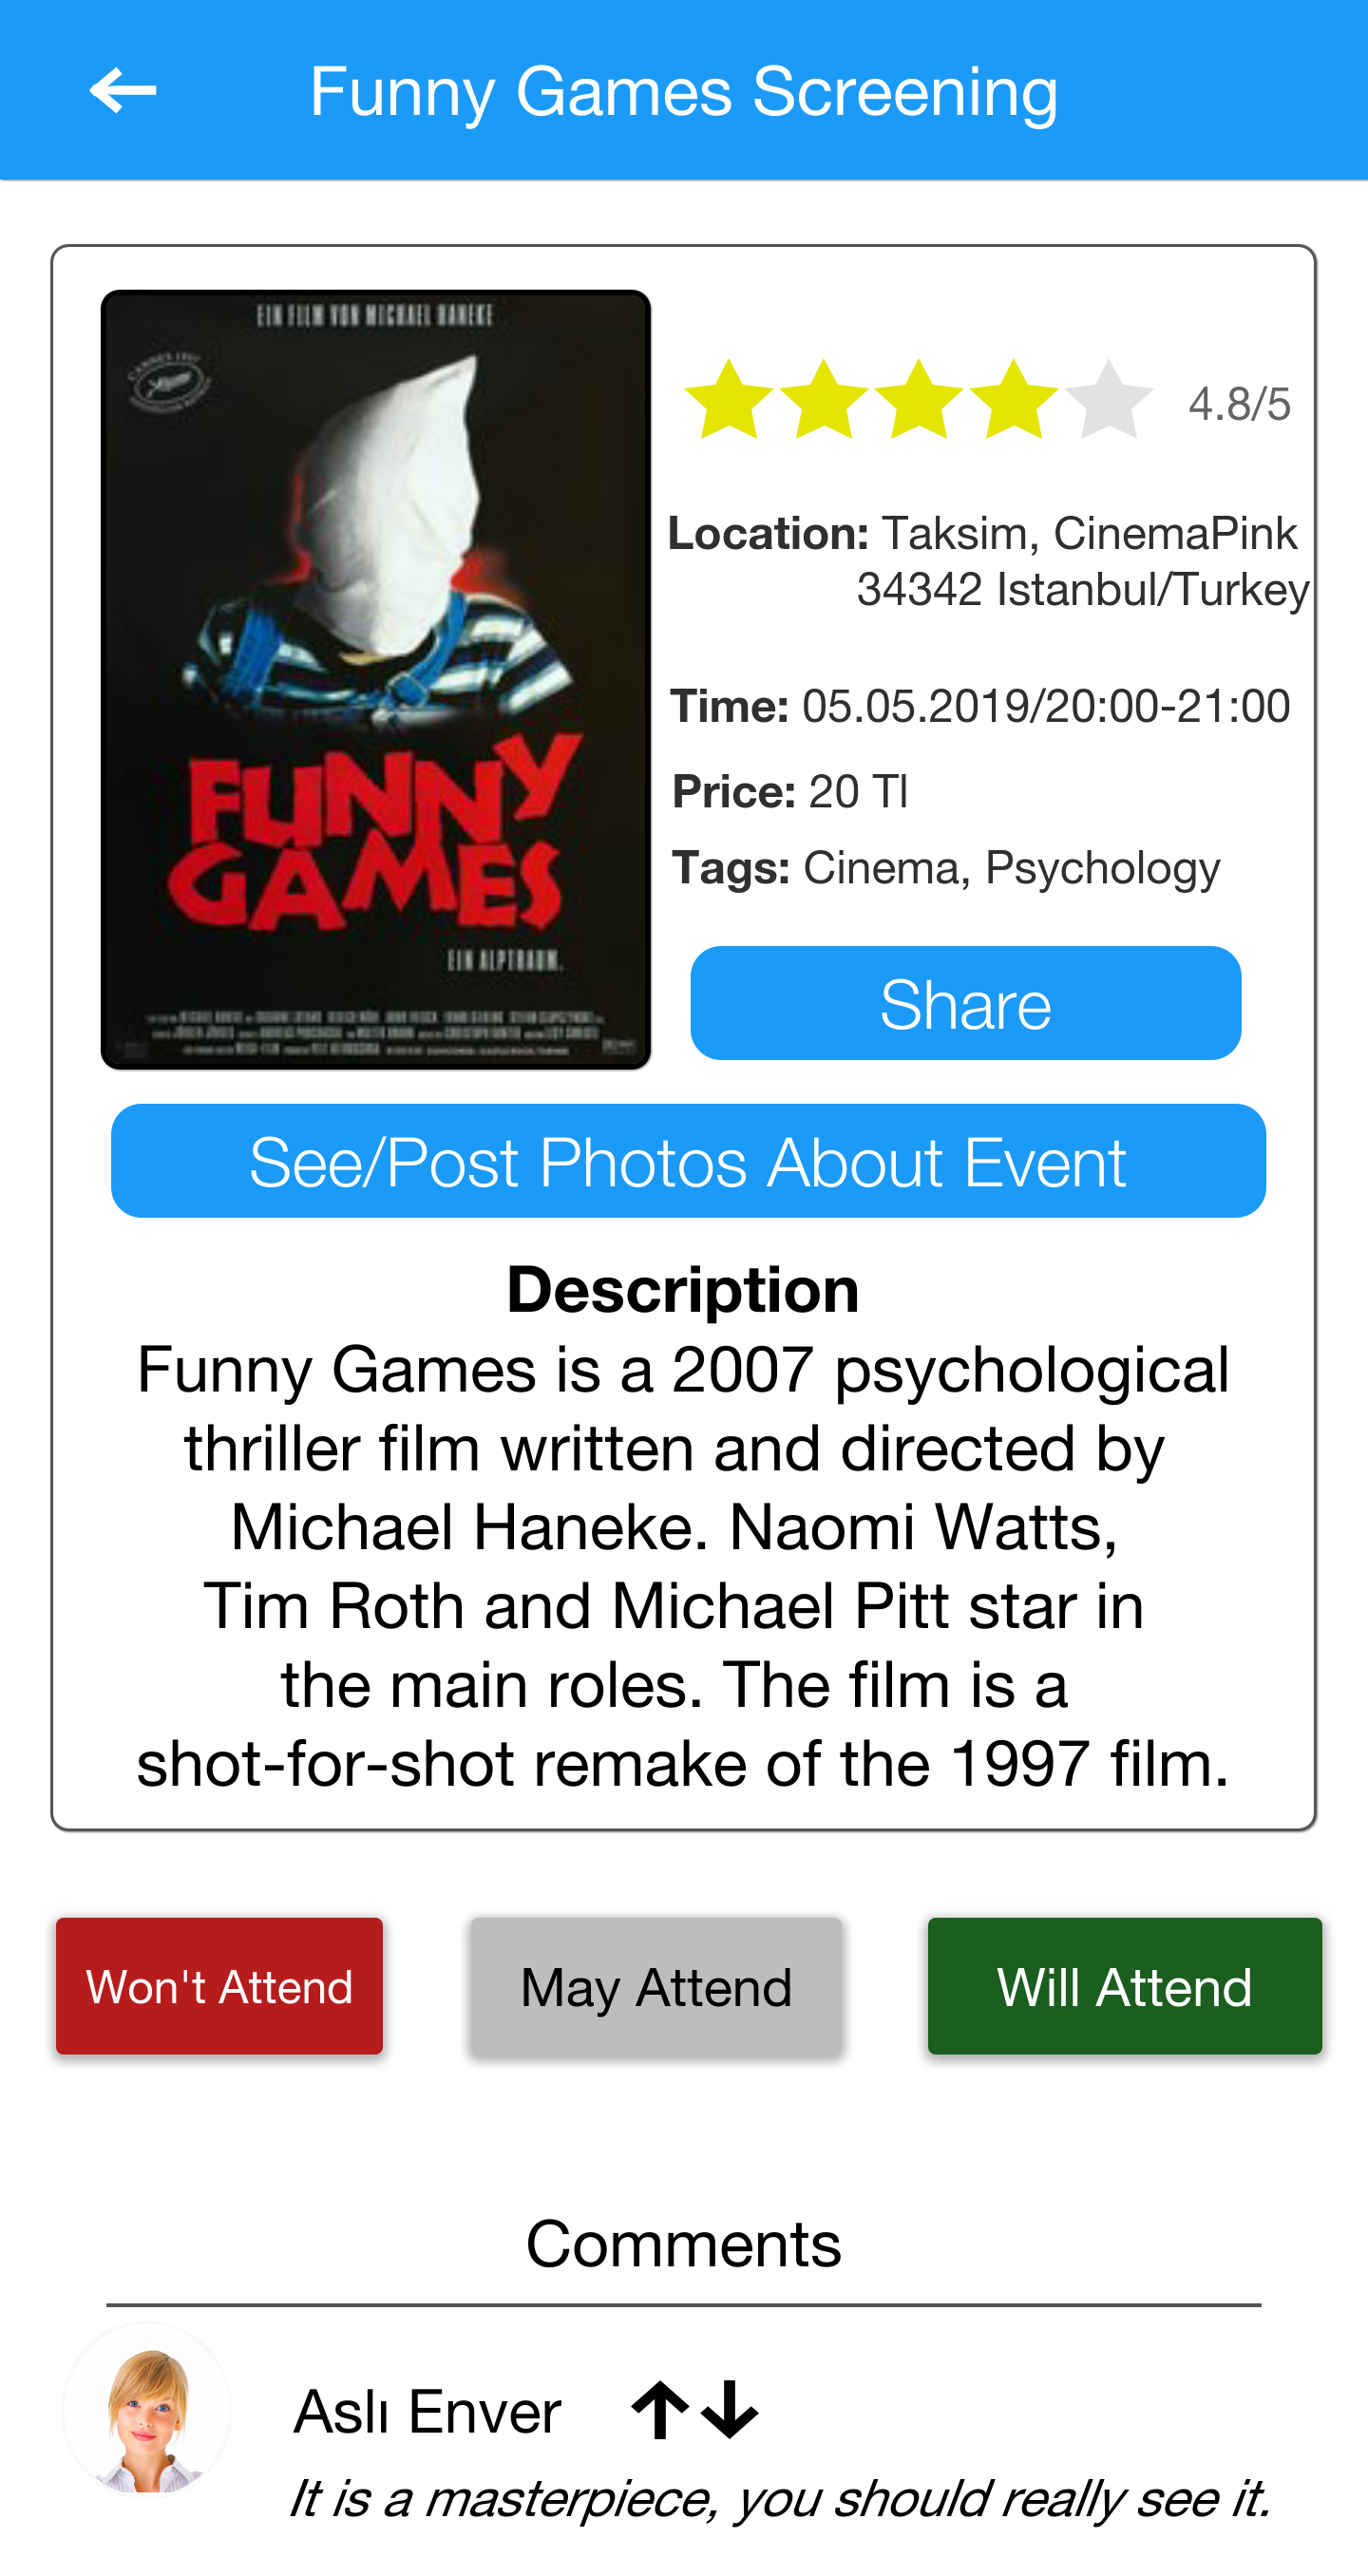 Funny Games Screening
EIN FILM VON MICHAEL HANEKE
CANNES 1997
FUNNY
GAMES
EIN ALPTRAUM.
4.8/5
Location: Taksim, CinemaPink
34342 Istanbul/Turkey
Time: 05.05.2019/20:00-21:00
Price: 20 Tl
Tags: Cinema, Psychology
Share
See/Post Photos About Event
Description
Funny Games is a 2007 psychological
thriller film written and directed by
Michael Haneke. Naomi Watts,
Tim Roth and Michael Pitt star in
the main roles. The film is a
shot-for-shot remake of the 1997 film.
Won't Attend
May Attend
Will Attend
Comments
Aslı Enver
It is a masterpiece, you should really see it.